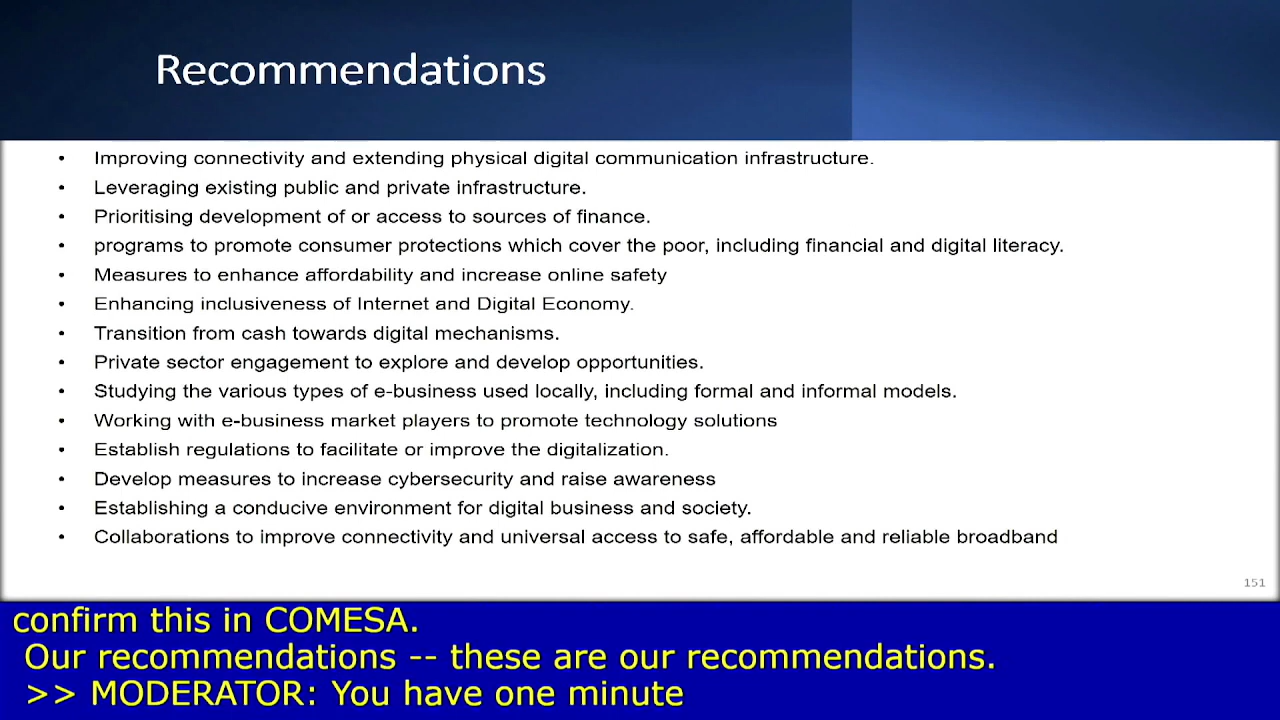 Recommendations
• Improving connectivity and extending physical digital communication infrastructure.
• Leveraging existing public and private infrastructure.
• Prioritising development of or access to sources of finance.
• programs to promote consumer protections which cover the poor, including financial and digital literacy.
• Measures to enhance affordability and increase online safety
• Enhancing inclusiveness of Internet and Digital Economy.
• Transition from cash towards digital mechanisms.
• Private sector engagement to explore and develop opportunities.
• Studying the various types of e-business used locally, including formal and informal models.
• Working with e-business market players to promote technology solutions
• Establish regulations to facilitate or improve the digitalization.
• Develop measures to increase cybersecurity and raise awareness
• Establishing a conducive environment for digital business and society.
• Collaborations to improve connectivity and universal access to safe, affordable and reliable broadband
151
confirm this in COMESA.
Our recommendations -- these are our recommendations.
>> MODERATOR: You have one minute